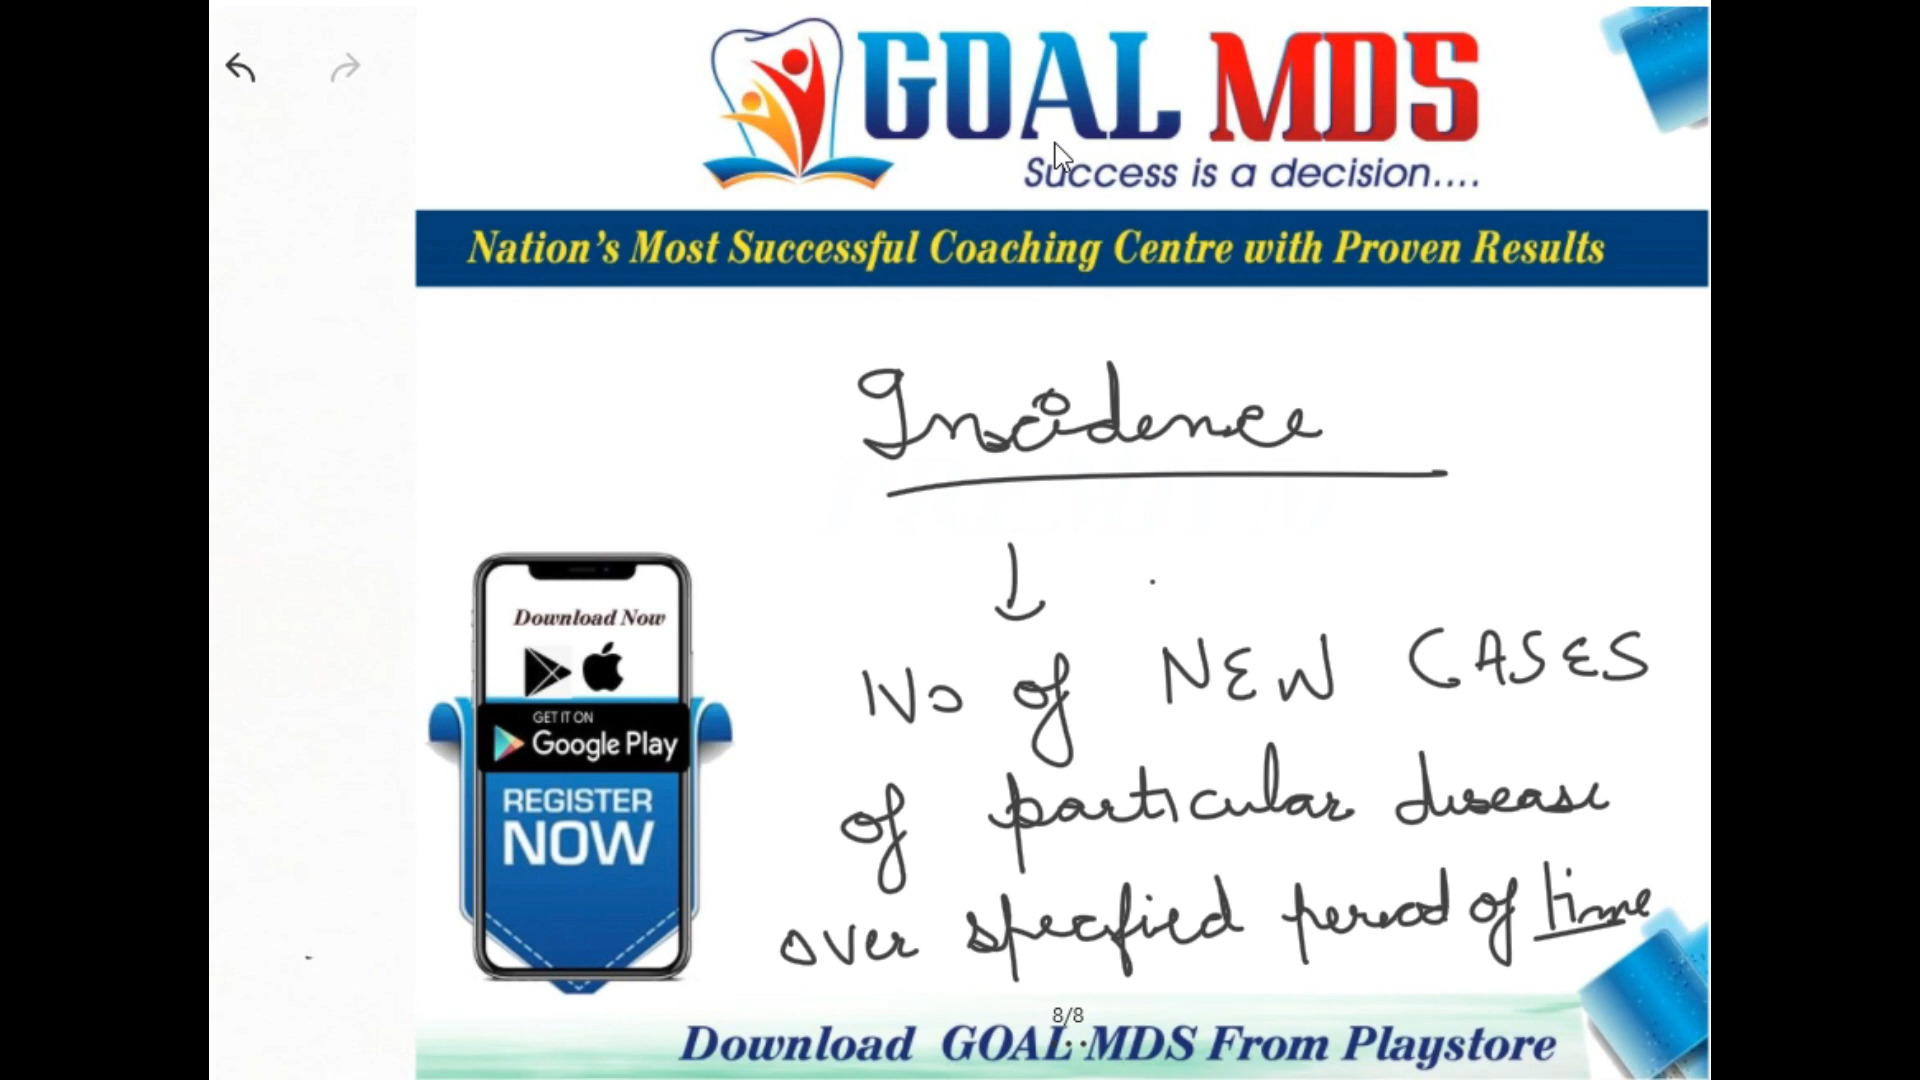 GOAL MDS
Success is a decision....
Nation's Most Successful Coaching Centre with Proven Results
Incidence
Download Now
GET IT ON
Google Play
REGISTER
NOW
No of NEW CASES
of particular disease
over specified period of time
8/8
Download GOAL MDS From Playstore